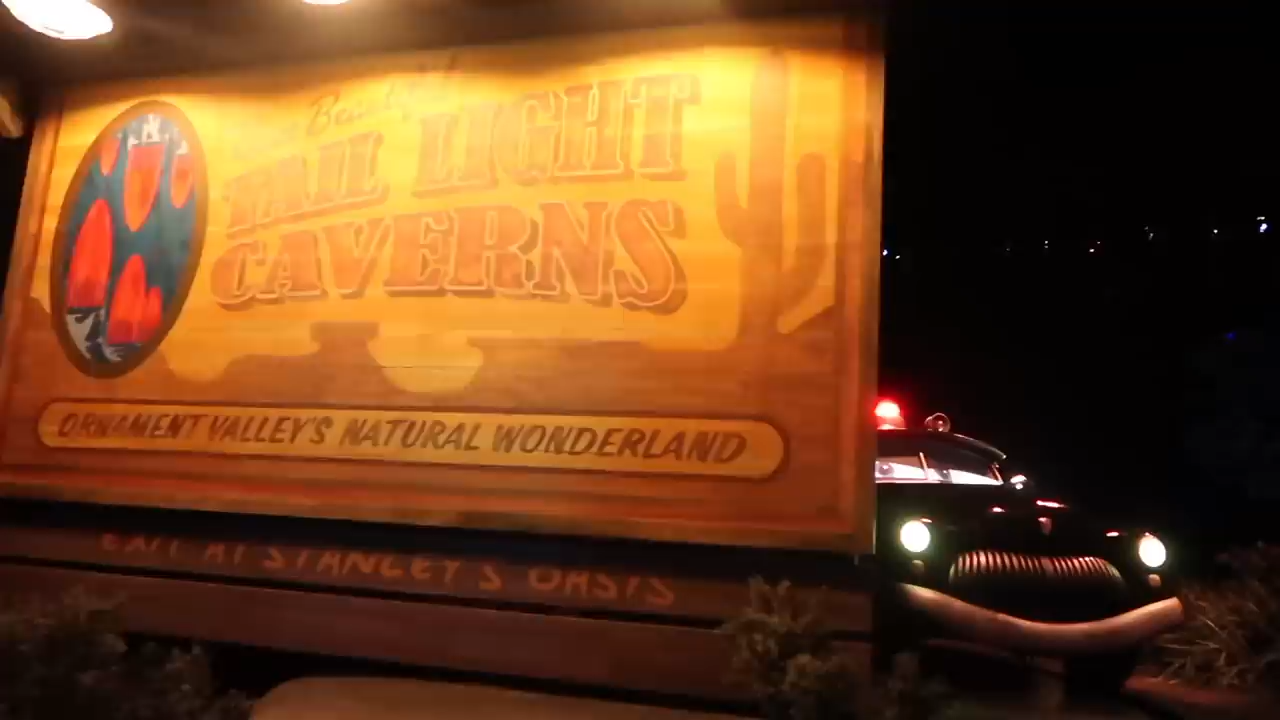 TAIL LIGHT
CAVERNS
ORNAMENT VALLEY'S NATURAL WONDERLAND
EXIT AT STANLEY'S OASIS